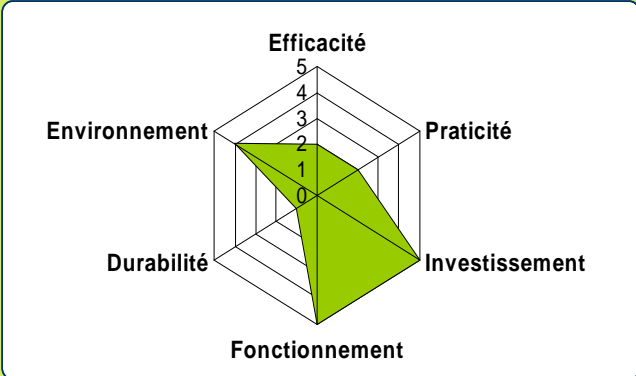 Efficacité
5
4
Environnement
3
Praticité
2
1
0
Durabilité
Investissement
Fonctionnement